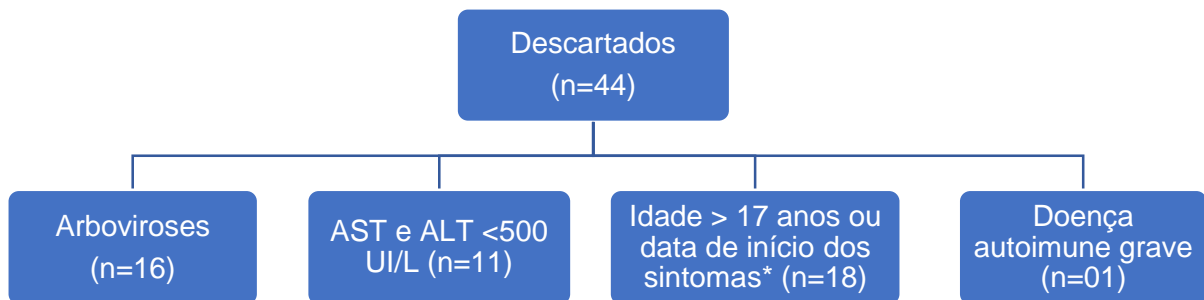 Descartados
(n=44)
Arboviroses
(n=16)
AST e ALT <500
UI/L (n=11)
Idade > 17 anos ou
data de início dos
sintomas* (n=18)
Doença
autoimune grave
(n=01)